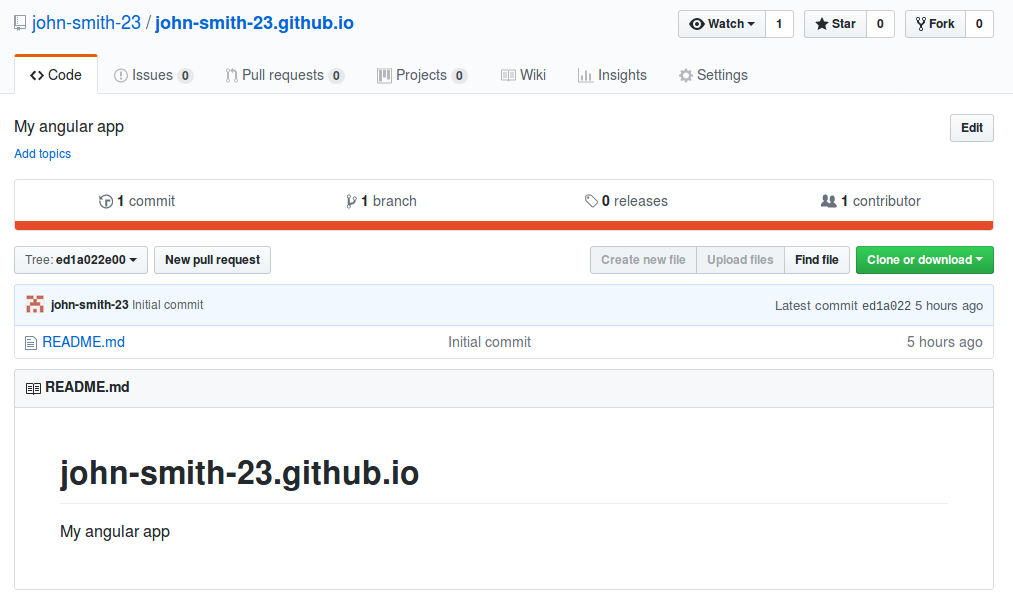 john-smith-23 / john-smith-23.github.io Watch 1 Star 0 Fork 0
Code Issues 0 Pull requests 0 Projects 0 Wiki Insights Settings
My angular app Edit
Add topics
1 commit 1 branch 0 releases 1 contributor
Tree: ed1a022e00 New pull request Create new file Upload files Find file Clone or download
john-smith-23 Initial commit Latest commit ed1a022 5 hours ago
README.md Initial commit 5 hours ago
README.md
john-smith-23.github.io
My angular app